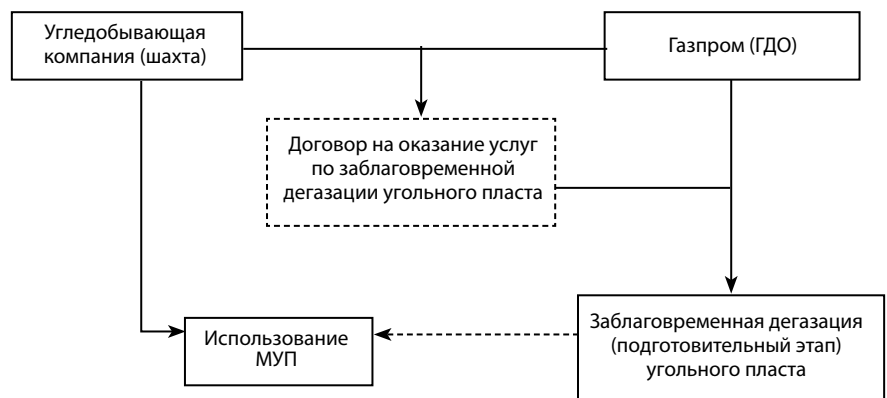 Угледобывающая
компания (шахта)
Газпром (ГДО)
Договор на оказание услуг
по заблаговременной
дегазации угольного пласта
Использование
МУП
Заблаговременная дегазация
(подготовительный этап)
угольного пласта